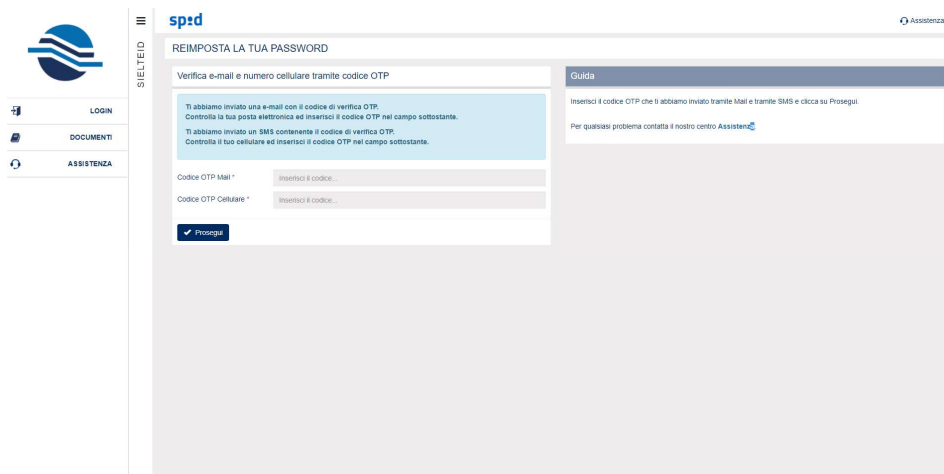 sp:d
Assistenza
SIELTEID
REIMPOSTA LA TUA PASSWORD
LOGIN
DOCUMENTI
ASSISTENZA
Verifica e-mail e numero cellulare tramite codice OTP
Ti abbiamo inviato una e-mail con il codice di verifica OTP.
Controlla la tua posta elettronica ed inserisci il codice OTP nel campo sottostante.
Ti abbiamo inviato un SMS contenente il codice di verifica OTP.
Controlla il tuo cellulare ed inserisci il codice OTP nel campo sottostante.
Codice OTP Mail *
Inserisci il codice...
Codice OTP Cellulare *
Inserisci il codice...
Prosegui
Guida
Inserisci il codice OTP che ti abbiamo inviato tramite Mail e tramite SMS e clicca su Prosegui.
Per qualsiasi problema contatta il nostro centro Assistenza